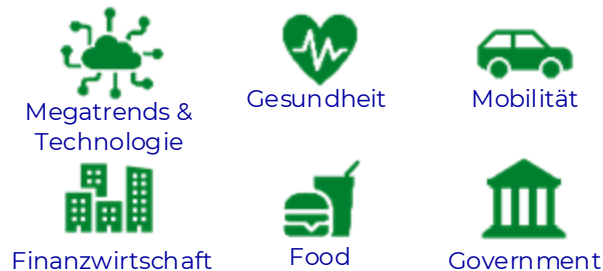 Megatrends &
Technologie
Gesundheit
Mobilität
Finanzwirtschaft
Food
Government